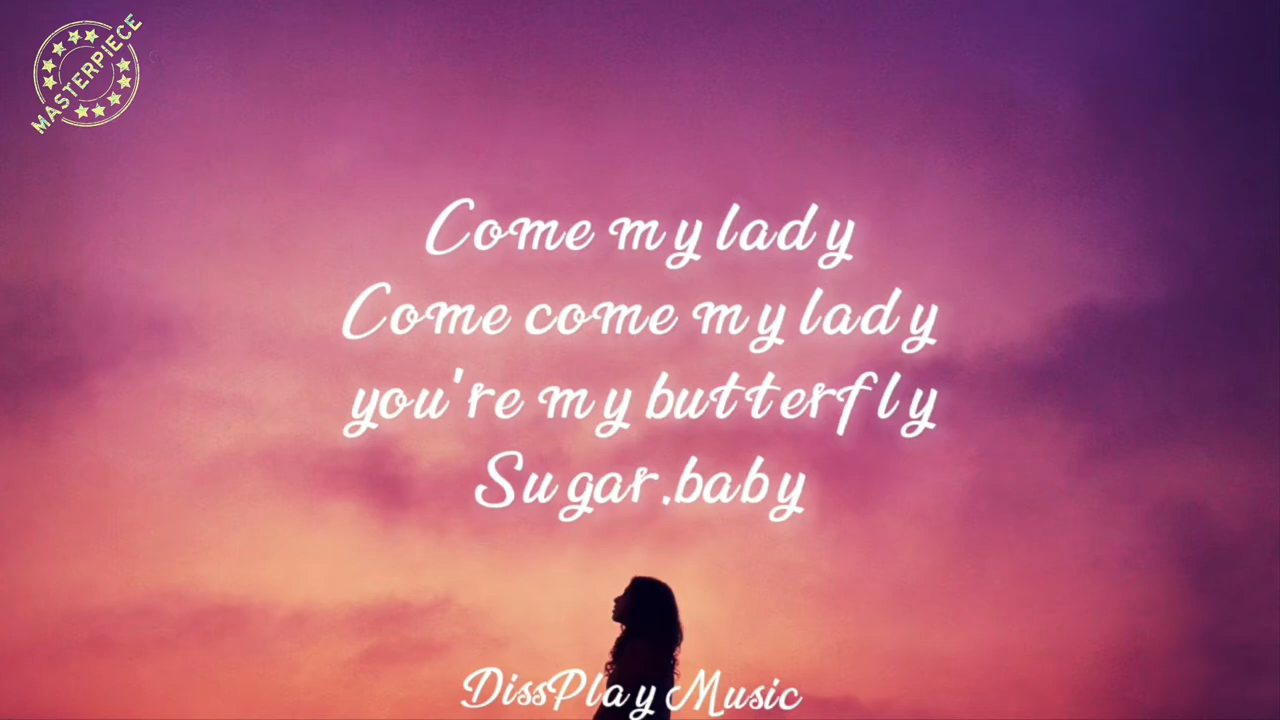 MASTERPIECE
Come my lady
Come come my lady
you're my butterfly
Sugar.baby
DissPlay Music